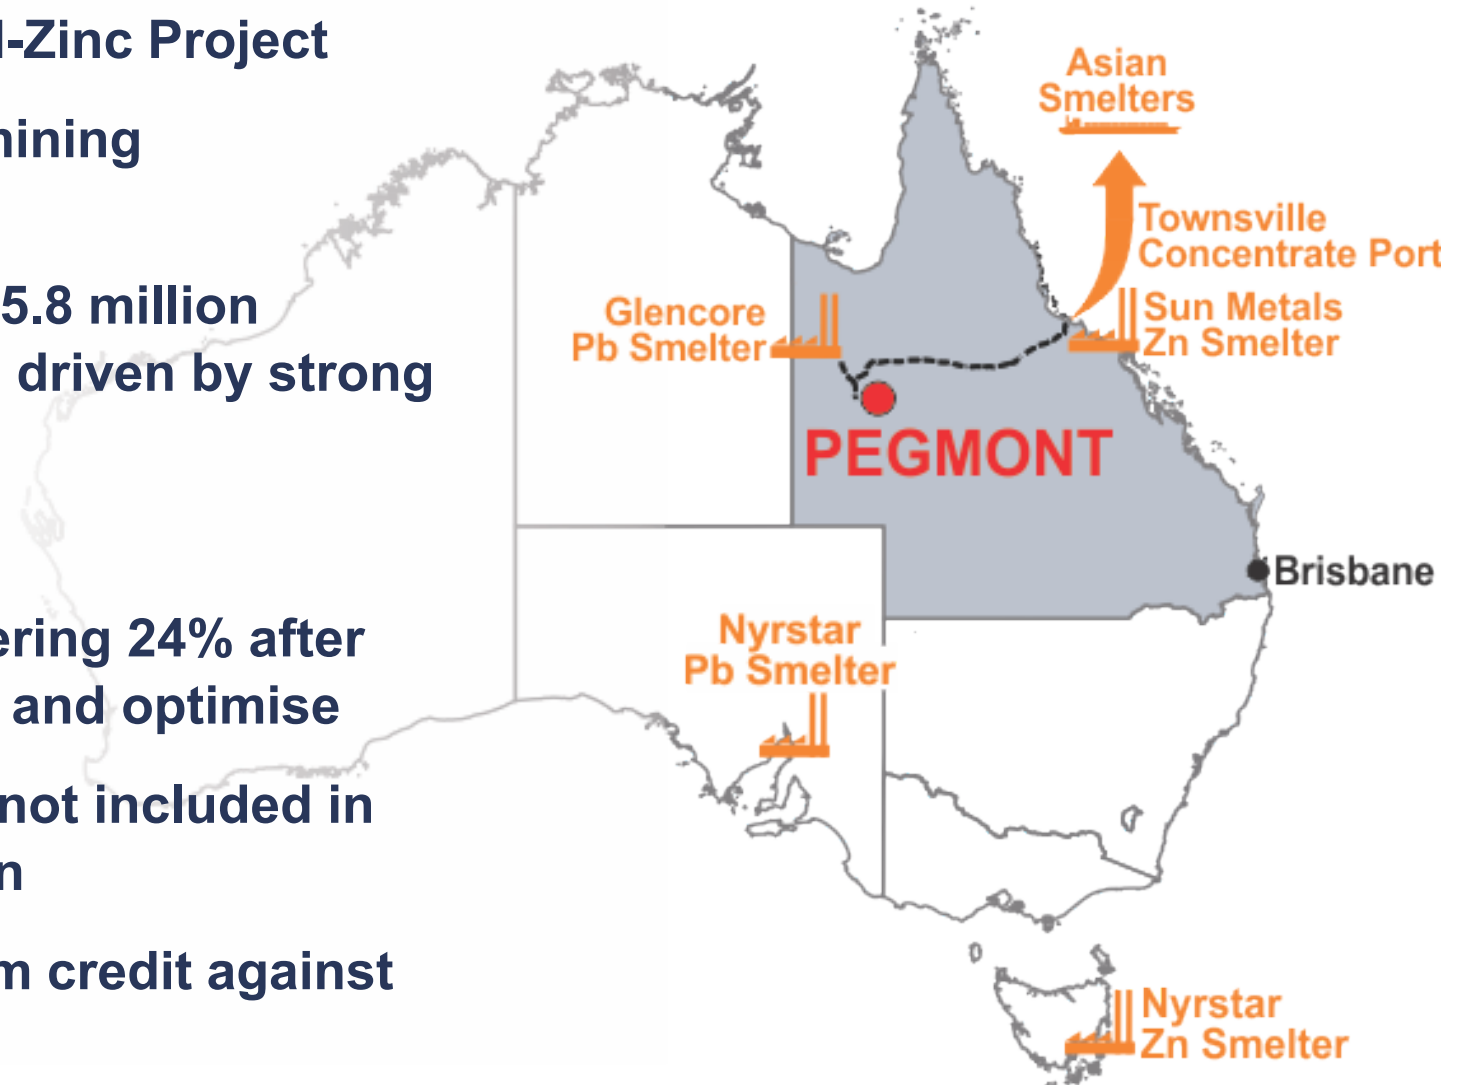 l-Zinc Project
ining
5.8 million
driven by strong
ering 24% after
and optimise
not included in
n
m credit against
Asian
Smelters
Townsville
Concentrate Port
Glencore
Pb Smelter
Sun Metals
Zn Smelter
PEGMONT
Brisbane
Nyrstar
Pb Smelter
Nyrstar
Zn Smelter